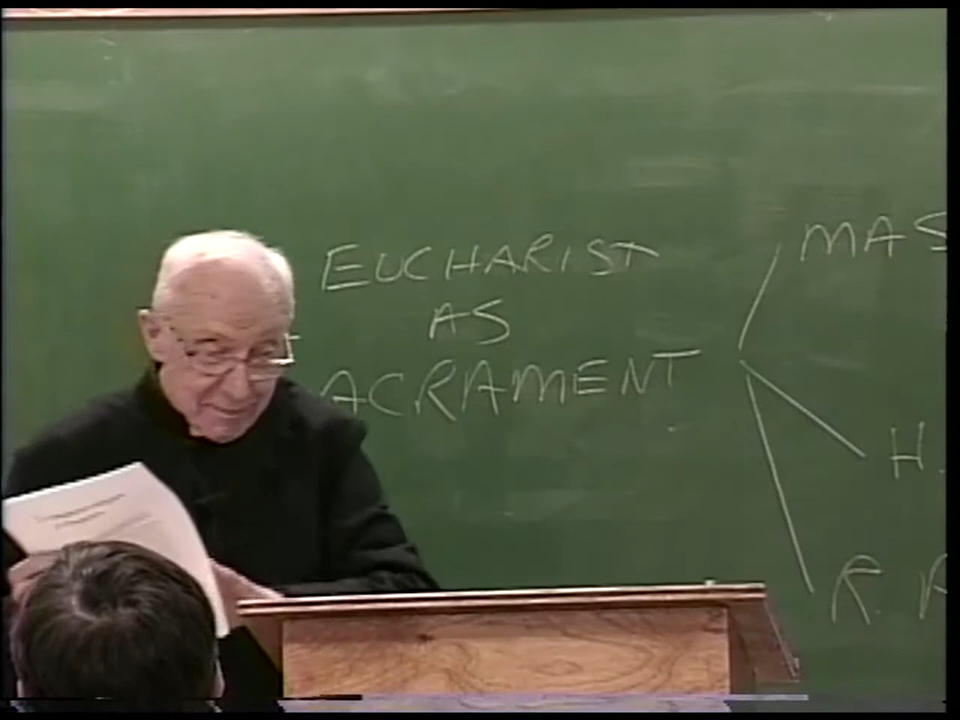 EUCHARIST
AS
ACRAMENT
MAS
H.
R.